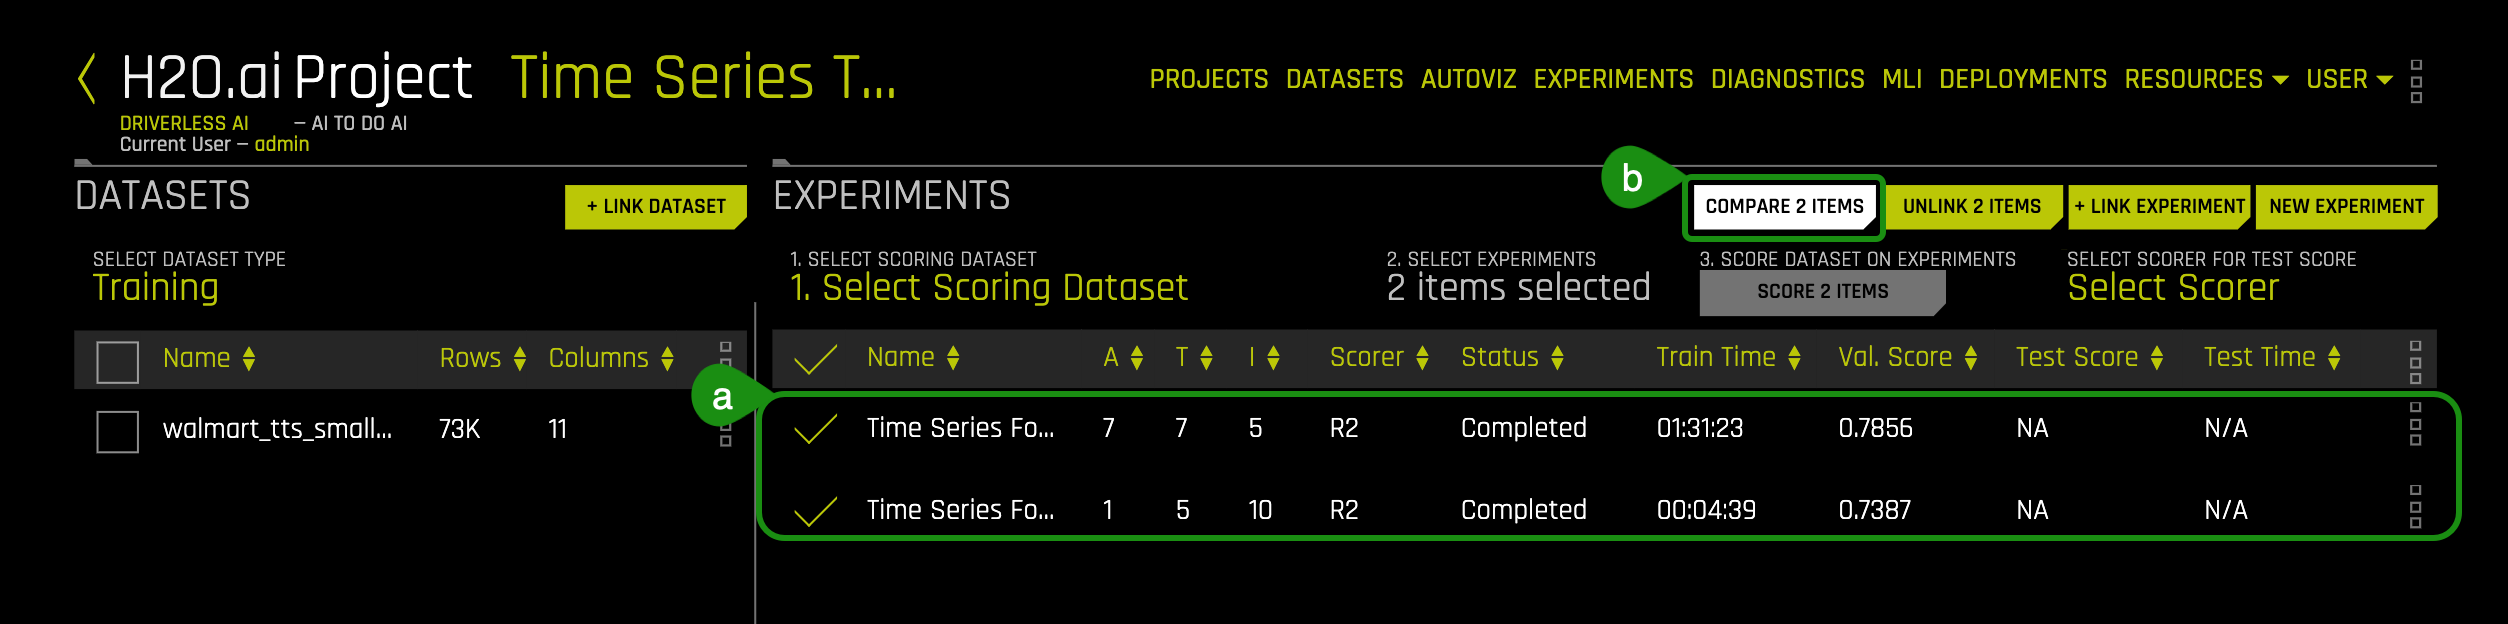 H2O.ai Project Time Series T...
DRIVERLESS AI – AI TO DO AI
Current User – admin
PROJECTS DATASETS AUTOVIZ EXPERIMENTS DIAGNOSTICS MLI DEPLOYMENTS RESOURCES USER
DATASETS
+ LINK DATASET
SELECT DATASET TYPE
Training
Name Rows Columns
walmart_tts_small... 73K 11
EXPERIMENTS
b
COMPARE 2 ITEMS UNLINK 2 ITEMS + LINK EXPERIMENT NEW EXPERIMENT
1. SELECT SCORING DATASET
1. Select Scoring Dataset
2. SELECT EXPERIMENTS
2 items selected
3. SCORE DATASET ON EXPERIMENTS
SCORE 2 ITEMS
SELECT SCORER FOR TEST SCORE
Select Scorer
Name A T I Scorer Status Train Time Val. Score Test Score Test Time
a
Time Series Fo... 7 7 5 R2 Completed 01:31:23 0.7856 NA N/A
Time Series Fo... 1 5 10 R2 Completed 00:04:39 0.7387 NA N/A